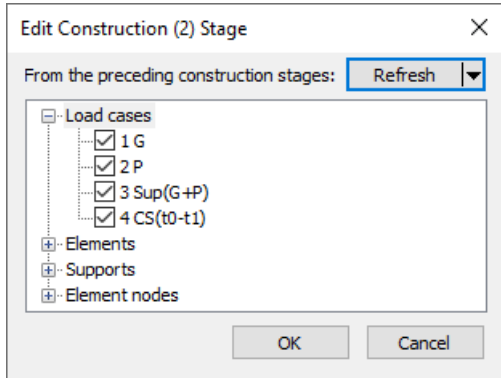 Edit Construction (2) Stage
From the preceding construction stages: Refresh
Load cases
1 G
2 P
3 Sup(G+P)
4 CS(t0-t1)
Elements
Supports
Element nodes
OK Cancel